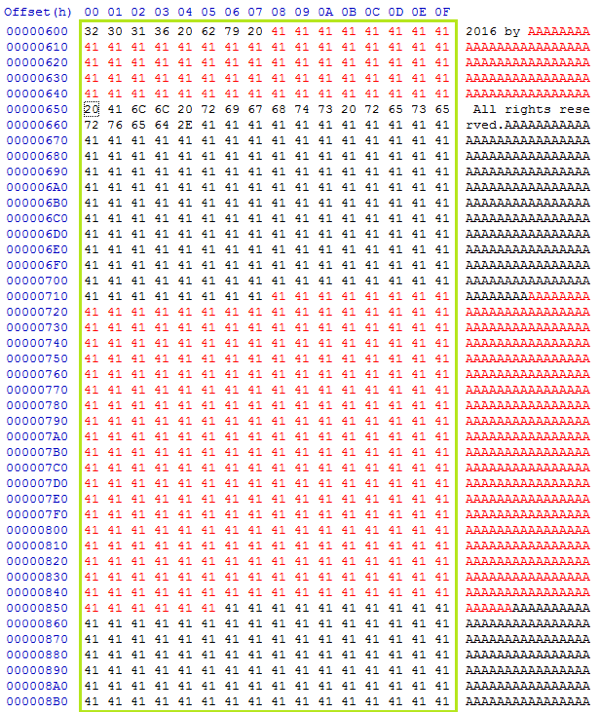 Offset(h) 00 01 02 03 04 05 06 07 08 09 0A 0B 0C 0D 0E 0F
00000600 32 30 31 36 20 62 79 20 41 41 41 41 41 41 41 41 2016 by AAAAAAAA
00000610 41 41 41 41 41 41 41 41 41 41 41 41 41 41 41 41 AAAAAAAAAAAAAAAA
00000620 41 41 41 41 41 41 41 41 41 41 41 41 41 41 41 41 AAAAAAAAAAAAAAAA
00000630 41 41 41 41 41 41 41 41 41 41 41 41 41 41 41 41 AAAAAAAAAAAAAAAA
00000640 41 41 41 41 41 41 41 41 41 41 41 41 41 41 41 41 AAAAAAAAAAAAAAAA
00000650 20 41 6C 6C 20 72 69 67 68 74 73 20 72 65 73 65 All rights rese
00000660 72 76 65 64 2E 41 41 41 41 41 41 41 41 41 41 41 rved.AAAAAAAAAAA
00000670 41 41 41 41 41 41 41 41 41 41 41 41 41 41 41 41 AAAAAAAAAAAAAAAA
00000680 41 41 41 41 41 41 41 41 41 41 41 41 41 41 41 41 AAAAAAAAAAAAAAAA
00000690 41 41 41 41 41 41 41 41 41 41 41 41 41 41 41 41 AAAAAAAAAAAAAAAA
000006A0 41 41 41 41 41 41 41 41 41 41 41 41 41 41 41 41 AAAAAAAAAAAAAAAA
000006B0 41 41 41 41 41 41 41 41 41 41 41 41 41 41 41 41 AAAAAAAAAAAAAAAA
000006C0 41 41 41 41 41 41 41 41 41 41 41 41 41 41 41 41 AAAAAAAAAAAAAAAA
000006D0 41 41 41 41 41 41 41 41 41 41 41 41 41 41 41 41 AAAAAAAAAAAAAAAA
000006E0 41 41 41 41 41 41 41 41 41 41 41 41 41 41 41 41 AAAAAAAAAAAAAAAA
000006F0 41 41 41 41 41 41 41 41 41 41 41 41 41 41 41 41 AAAAAAAAAAAAAAAA
00000700 41 41 41 41 41 41 41 41 41 41 41 41 41 41 41 41 AAAAAAAAAAAAAAAA
00000710 41 41 41 41 41 41 41 41 41 41 41 41 41 41 41 41 AAAAAAAAAAAAAAAA
00000720 41 41 41 41 41 41 41 41 41 41 41 41 41 41 41 41 AAAAAAAAAAAAAAAA
00000730 41 41 41 41 41 41 41 41 41 41 41 41 41 41 41 41 AAAAAAAAAAAAAAAA
00000740 41 41 41 41 41 41 41 41 41 41 41 41 41 41 41 41 AAAAAAAAAAAAAAAA
00000750 41 41 41 41 41 41 41 41 41 41 41 41 41 41 41 41 AAAAAAAAAAAAAAAA
00000760 41 41 41 41 41 41 41 41 41 41 41 41 41 41 41 41 AAAAAAAAAAAAAAAA
00000770 41 41 41 41 41 41 41 41 41 41 41 41 41 41 41 41 AAAAAAAAAAAAAAAA
00000780 41 41 41 41 41 41 41 41 41 41 41 41 41 41 41 41 AAAAAAAAAAAAAAAA
00000790 41 41 41 41 41 41 41 41 41 41 41 41 41 41 41 41 AAAAAAAAAAAAAAAA
000007A0 41 41 41 41 41 41 41 41 41 41 41 41 41 41 41 41 AAAAAAAAAAAAAAAA
000007B0 41 41 41 41 41 41 41 41 41 41 41 41 41 41 41 41 AAAAAAAAAAAAAAAA
000007C0 41 41 41 41 41 41 41 41 41 41 41 41 41 41 41 41 AAAAAAAAAAAAAAAA
000007D0 41 41 41 41 41 41 41 41 41 41 41 41 41 41 41 41 AAAAAAAAAAAAAAAA
000007E0 41 41 41 41 41 41 41 41 41 41 41 41 41 41 41 41 AAAAAAAAAAAAAAAA
000007F0 41 41 41 41 41 41 41 41 41 41 41 41 41 41 41 41 AAAAAAAAAAAAAAAA
00000800 41 41 41 41 41 41 41 41 41 41 41 41 41 41 41 41 AAAAAAAAAAAAAAAA
00000810 41 41 41 41 41 41 41 41 41 41 41 41 41 41 41 41 AAAAAAAAAAAAAAAA
00000820 41 41 41 41 41 41 41 41 41 41 41 41 41 41 41 41 AAAAAAAAAAAAAAAA
00000830 41 41 41 41 41 41 41 41 41 41 41 41 41 41 41 41 AAAAAAAAAAAAAAAA
00000840 41 41 41 41 41 41 41 41 41 41 41 41 41 41 41 41 AAAAAAAAAAAAAAAA
00000850 41 41 41 41 41 41 41 41 41 41 41 41 41 41 41 41 AAAAAAAAAAAAAAAA
00000860 41 41 41 41 41 41 41 41 41 41 41 41 41 41 41 41 AAAAAAAAAAAAAAAA
00000870 41 41 41 41 41 41 41 41 41 41 41 41 41 41 41 41 AAAAAAAAAAAAAAAA
00000880 41 41 41 41 41 41 41 41 41 41 41 41 41 41 41 41 AAAAAAAAAAAAAAAA
00000890 41 41 41 41 41 41 41 41 41 41 41 41 41 41 41 41 AAAAAAAAAAAAAAAA
000008A0 41 41 41 41 41 41 41 41 41 41 41 41 41 41 41 41 AAAAAAAAAAAAAAAA
000008B0 41 41 41 41 41 41 41 41 41 41 41 41 41 41 41 41 AAAAAAAAAAAAAAAA